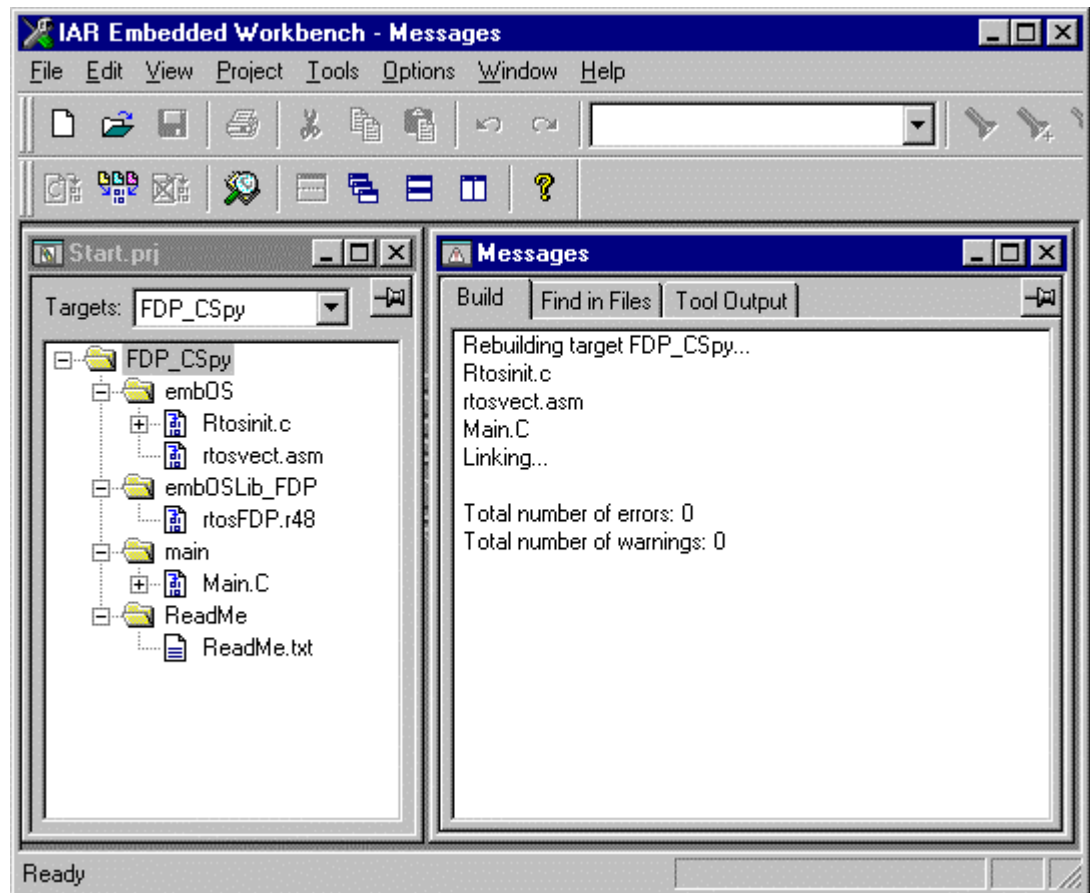 IAR Embedded Workbench - Messages
File Edit View Project Tools Options Window Help
Start.prj
Targets: FDP_CSpy
FDP_CSpy
embOS
Rtosinit.c
rtosvect.asm
embOSLib_FDP
rtosFDP.r48
main
Main.C
ReadMe
ReadMe.txt
Messages
Build Find in Files Tool Output
Rebuilding target FDP_CSpy...
Rtosinit.c
rtosvect.asm
Main.C
Linking...
Total number of errors: 0
Total number of warnings: 0
Ready